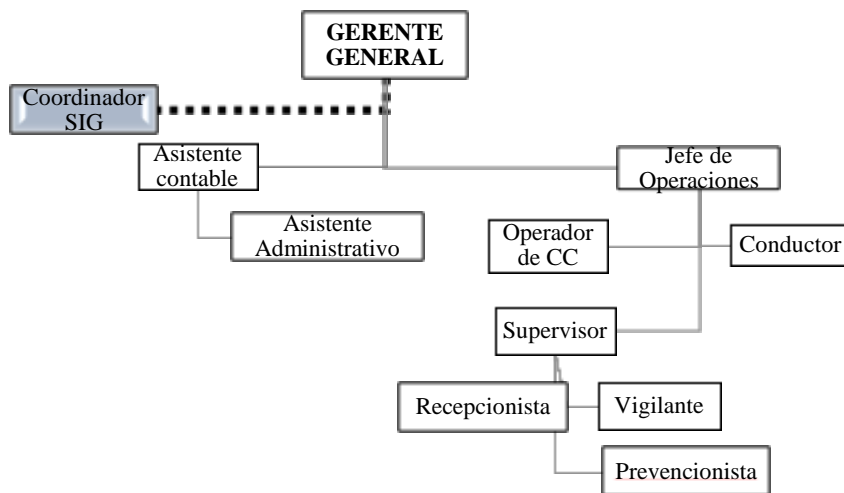 GERENTE
GENERAL
Coordinador
SIG
Asistente
contable
Jefe de
Operaciones
Asistente
Administrativo
Operador
de CC
Conductor
Supervisor
Recepcionista
Vigilante
Prevencionista